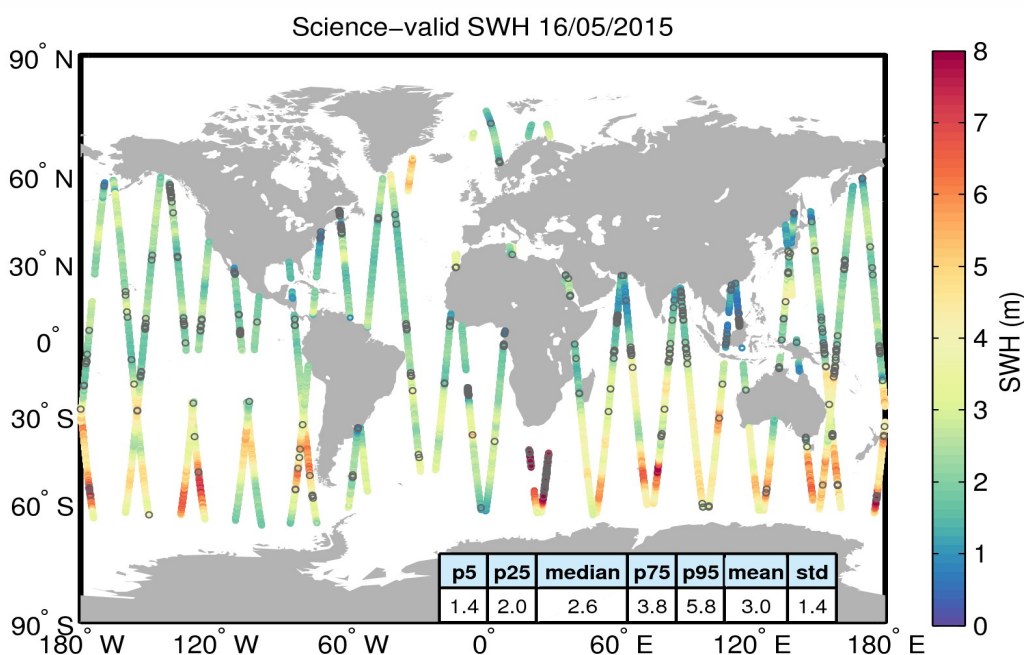 Science−valid SWH 16/05/2015
90° N
60° N
30° N
0°
30° S
60° S
90° S
180° W
120° W
60° W
0°
60° E
120° E
180° E
p5 p25 median p75 p95 mean std
1.4 2.0 2.6 3.8 5.8 3.0 1.4
8
7
6
5
4
3
2
1
0
SWH (m)